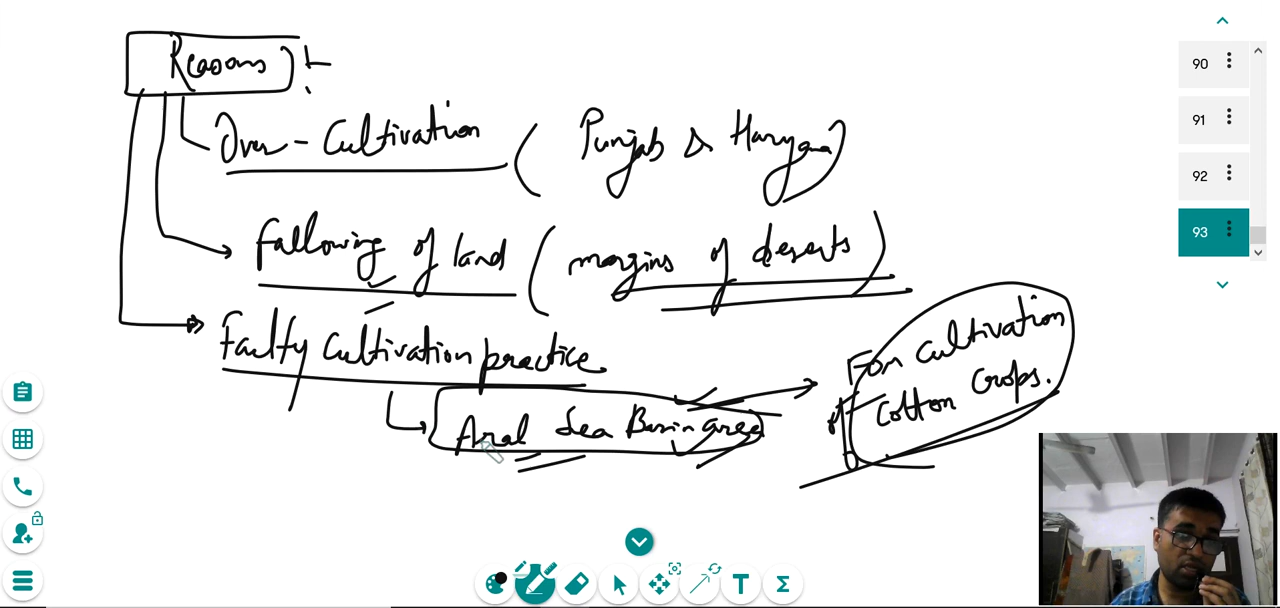 Reasons :-
Over-Cultivation ( Punjab & Haryana )
Fallowing of land ( margins of deserts )
Faulty Cultivation practice
Aral Sea Basin area
For cultivation
of Cotton Crops.
90
91
92
93
T
Σ